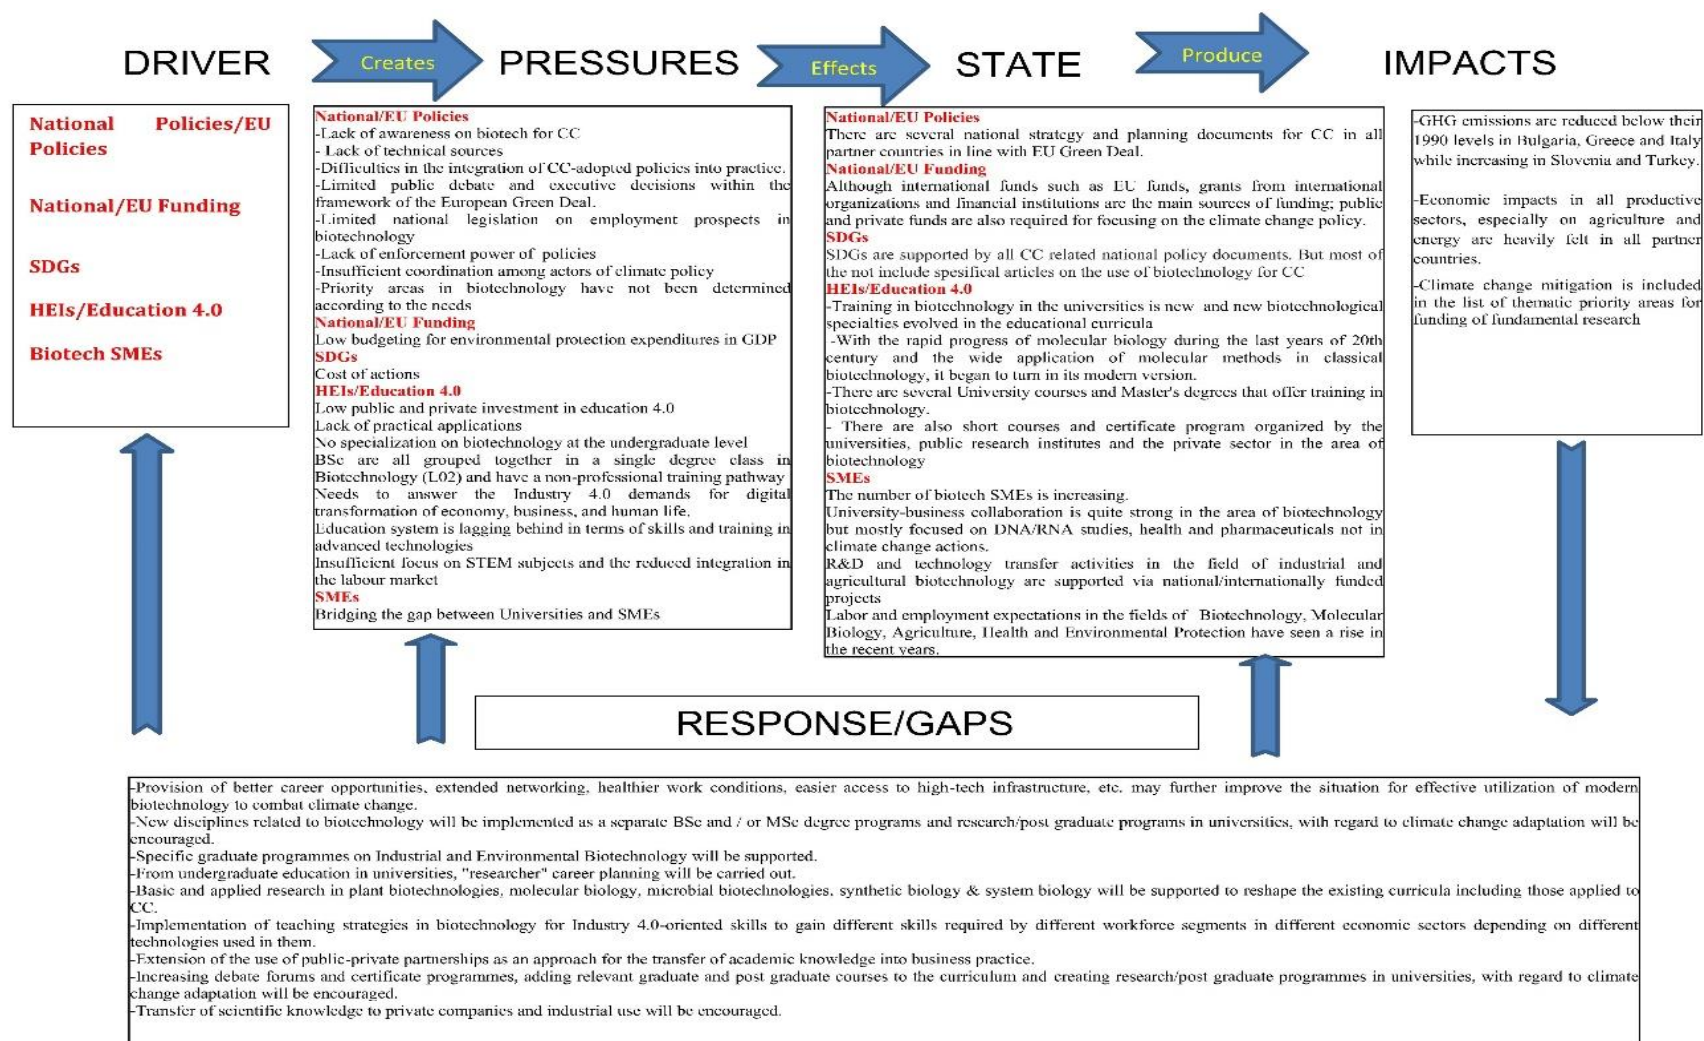 DRIVER
Creates
PRESSURES
Effects
STATE
Produce
IMPACTS
National Policies/EU
Policies
National/EU Funding
SDGs
HEIs/Education 4.0
Biotech SMEs
National/EU Policies
-Lack of awareness on biotech for CC
- Lack of technical sources
-Difficulties in the integration of CC-adopted policies into practice.
-Limited public debate and executive decisions within the
framework of the European Green Deal.
-Limited national legislation on employment prospects in
biotechnology
-Lack of enforcement power of policies
-Insufficient coordination among actors of climate policy
-Priority areas in biotechnology have not been determined
according to the needs
National/EU Funding
Low budgeting for environmental protection expenditures in GDP
SDGs
Cost of actions
HEIs/Education 4.0
Low public and private investment in education 4.0
Lack of practical applications
No specialization on biotechnology at the undergraduate level
BSc are all grouped together in a single degree class in
Biotechnology (L02) and have a non-professional training pathway
Needs to answer the Industry 4.0 demands for digital
transformation of economy, business, and human life.
Education system is lagging behind in terms of skills and training in
advanced technologies
Insufficient focus on STEM subjects and the reduced integration in
the labour market
SMEs
Bridging the gap between Universities and SMEs
National/EU Policies
There are several national strategy and planning documents for CC in all
partner countries in line with EU Green Deal.
National/EU Funding
Although international funds such as EU funds, grants from international
organizations and financial institutions are the main sources of funding; public
and private funds are also required for focusing on the climate change policy.
SDGs
SDGs are supported by all CC related national policy documents. But most of
the not include spesifical articles on the use of biotechnology for CC
HEIs/Education 4.0
-Training in biotechnology in the universities is new and new biotechnological
specialties evolved in the educational curricula
-With the rapid progress of molecular biology during the last years of 20th
century and the wide application of molecular methods in classical
biotechnology, it began to turn in its modern version.
-There are several University courses and Master's degrees that offer training in
biotechnology.
- There are also short courses and certificate program organized by the
universities, public research institutes and the private sector in the area of
biotechnology
SMEs
The number of biotech SMEs is increasing.
University-business collaboration is quite strong in the area of biotechnology
but mostly focused on DNA/RNA studies, health and pharmaceuticals not in
climate change actions.
R&D and technology transfer activities in the field of industrial and
agricultural biotechnology are supported via national/internationally funded
projects
Labor and employment expectations in the fields of Biotechnology, Molecular
Biology, Agriculture, Health and Environmental Protection have seen a rise in
the recent years.
-GHG emissions are reduced below their
1990 levels in Bulgaria, Greece and Italy
while increasing in Slovenia and Turkey.
-Economic impacts in all productive
sectors, especially on agriculture and
energy are heavily felt in all partner
countries.
-Climate change mitigation is included
in the list of thematic priority areas for
funding of fundamental research
RESPONSE/GAPS
-Provision of better career opportunities, extended networking, healthier work conditions, easier access to high-tech infrastructure, etc. may further improve the situation for effective utilization of modern
biotechnology to combat climate change.
-New disciplines related to biotechnology will be implemented as a separate BSc and / or MSc degree programs and research/post graduate programs in universities, with regard to climate change adaptation will be
encouraged.
-Specific graduate programmes on Industrial and Environmental Biotechnology will be supported.
-From undergraduate education in universities, "researcher" career planning will be carried out.
-Basic and applied research in plant biotechnologies, molecular biology, microbial biotechnologies, synthetic biology & system biology will be supported to reshape the existing curricula including those applied to
CC.
-Implementation of teaching strategies in biotechnology for Industry 4.0-oriented skills to gain different skills required by different workforce segments in different economic sectors depending on different
technologies used in them.
-Extension of the use of public-private partnerships as an approach for the transfer of academic knowledge into business practice.
-Increasing debate forums and certificate programmes, adding relevant graduate and post graduate courses to the curriculum and creating research/post graduate programmes in universities, with regard to climate
change adaptation will be encouraged.
-Transfer of scientific knowledge to private companies and industrial use will be encouraged.